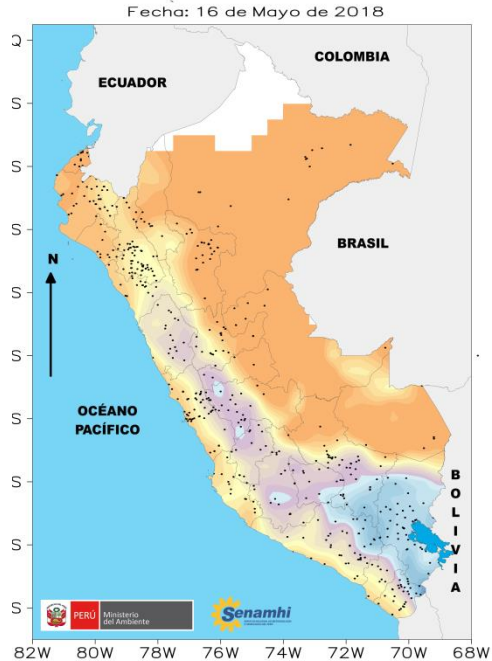 Fecha: 16 de Mayo de 2018
COLOMBIA
ECUADOR
BRASIL
N
OCÉANO
PACÍFICO
BOLIVIA
PERÚ
Ministerio
del Ambiente
Senamhi
S
S
S
S
S
S
S
S
S
82W 80W 78W 76W 74W 72W 70W 68W